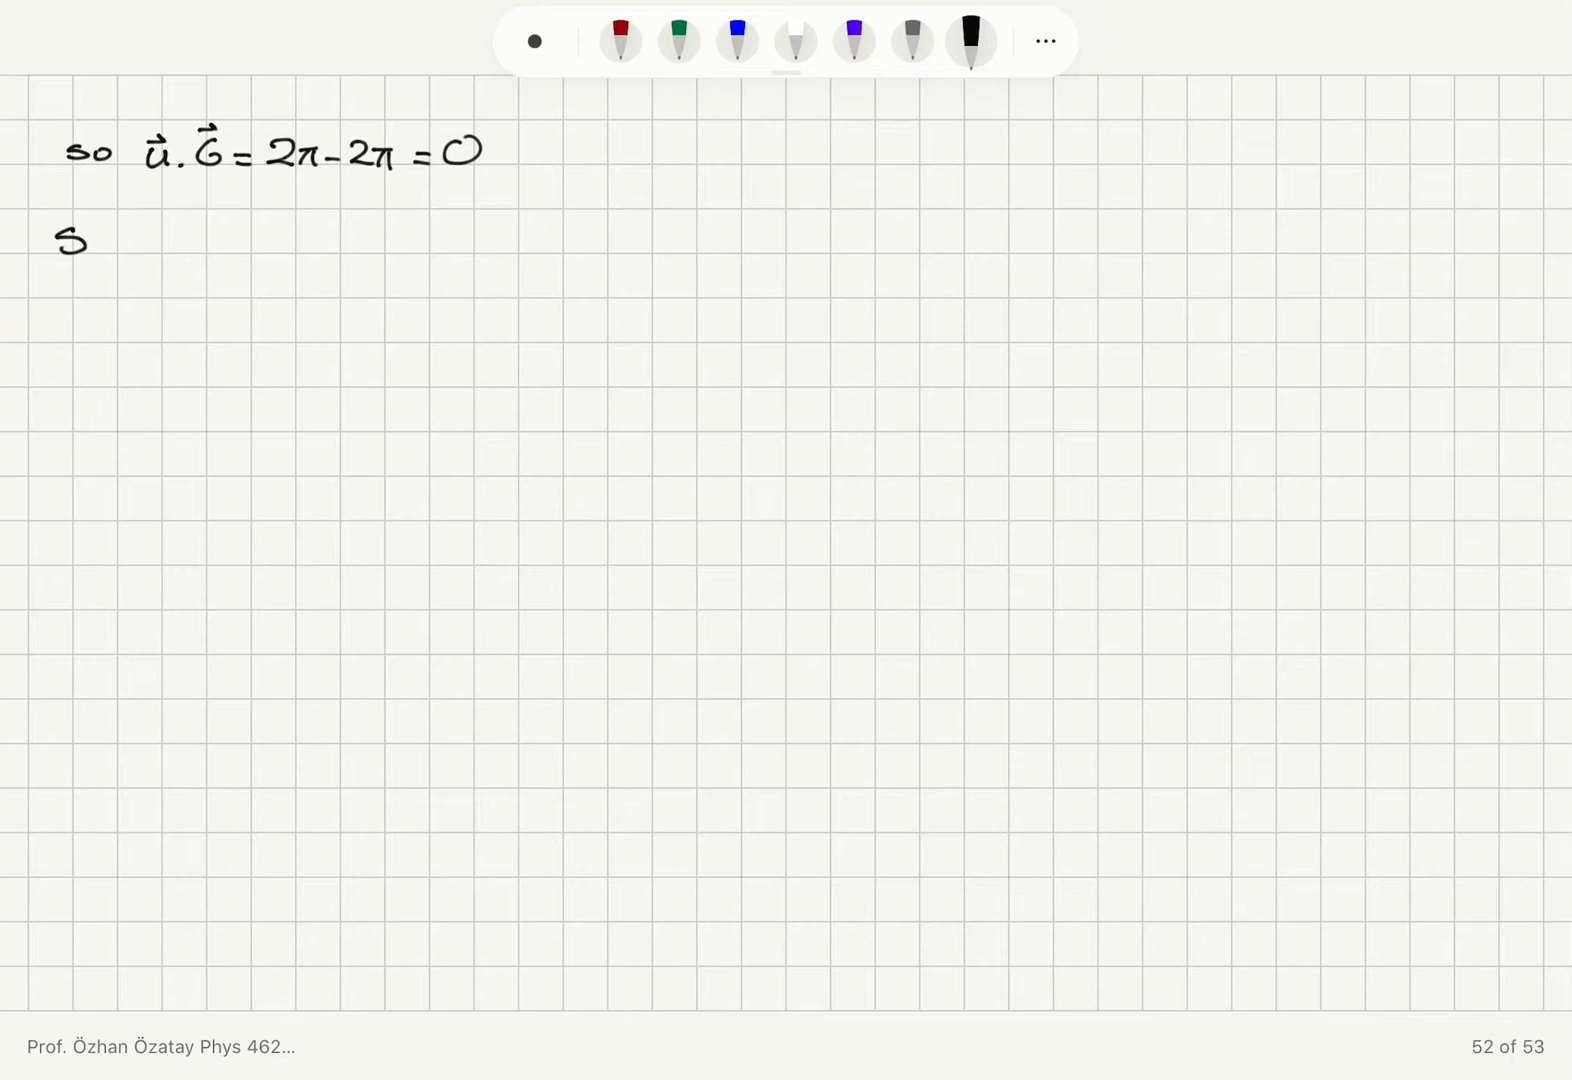 so u⃗. G⃗ = 2π - 2π = 0
S
Prof. Özhan Özatay Phys 462...
52 of 53